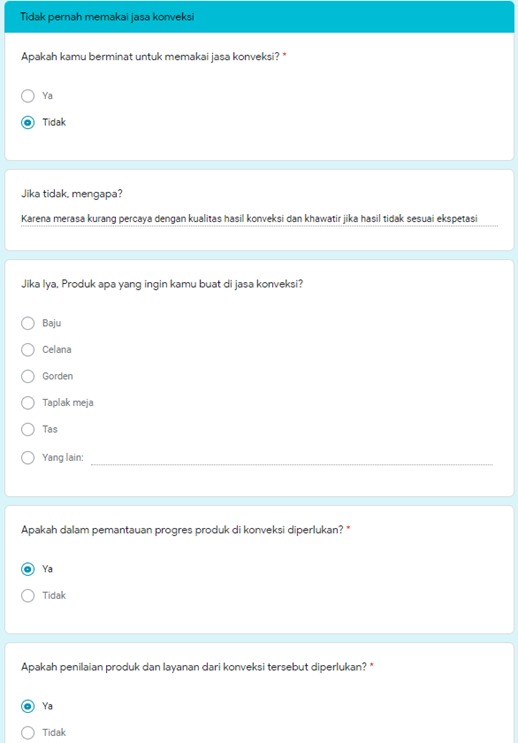 Tidak pernah memakai jasa konveksi
Apakah kamu berminat untuk memakai jasa konveksi? *
Ya
Tidak
Jika tidak, mengapa?
Karena merasa kurang percaya dengan kualitas hasil konveksi dan khawatir jika hasil tidak sesuai ekspetasi
Jika Iya, Produk apa yang ingin kamu buat di jasa konveksi?
Baju
Celana
Gorden
Taplak meja
Tas
Yang lain:
Apakah dalam pemantauan progres produk di konveksi diperlukan? *
Ya
Tidak
Apakah penilaian produk dan layanan dari konveksi tersebut diperlukan? *
Ya
Tidak